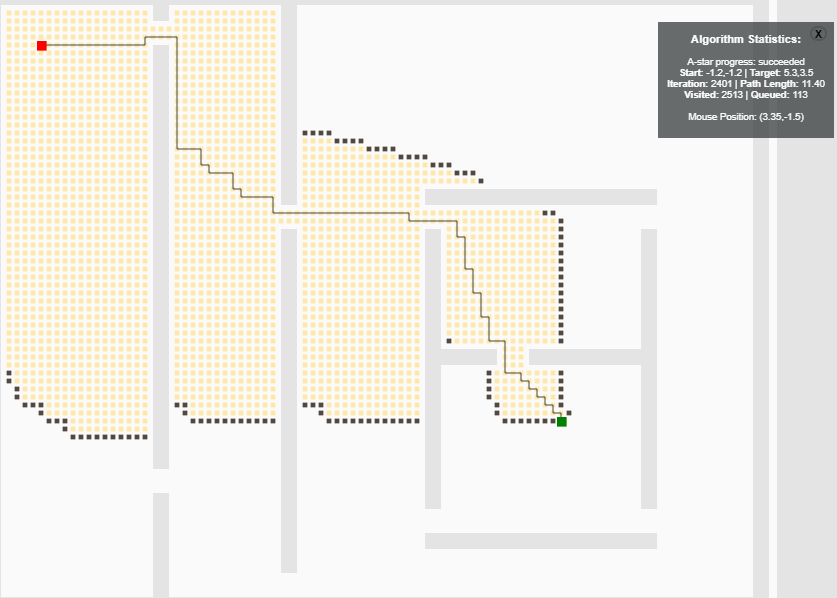 X
Algorithm Statistics:
A-star progress: succeeded
Start: -1.2,-1.2 | Target: 5.3,3.5
Iteration: 2401 | Path Length: 11.40
Visited: 2513 | Queued: 113
Mouse Position: (3.35,-1.5)